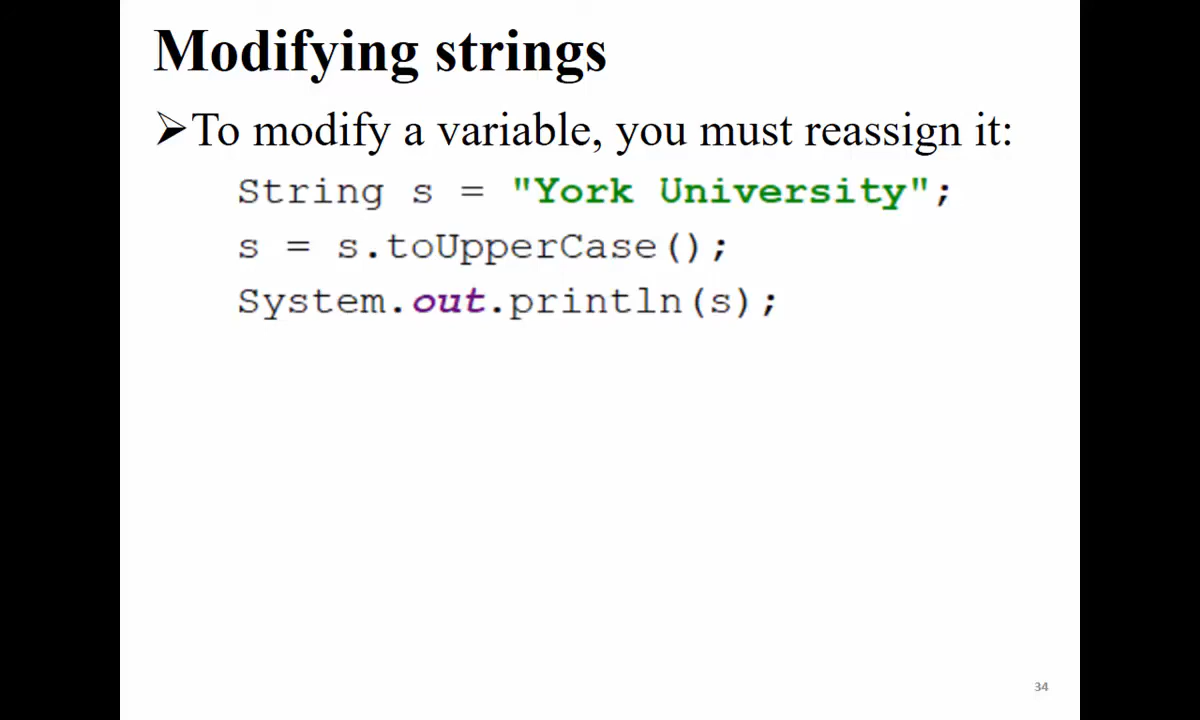 Modifying strings
➢To modify a variable, you must reassign it:
String s = "York University";
s = s.toUpperCase();
System.out.println(s);
34